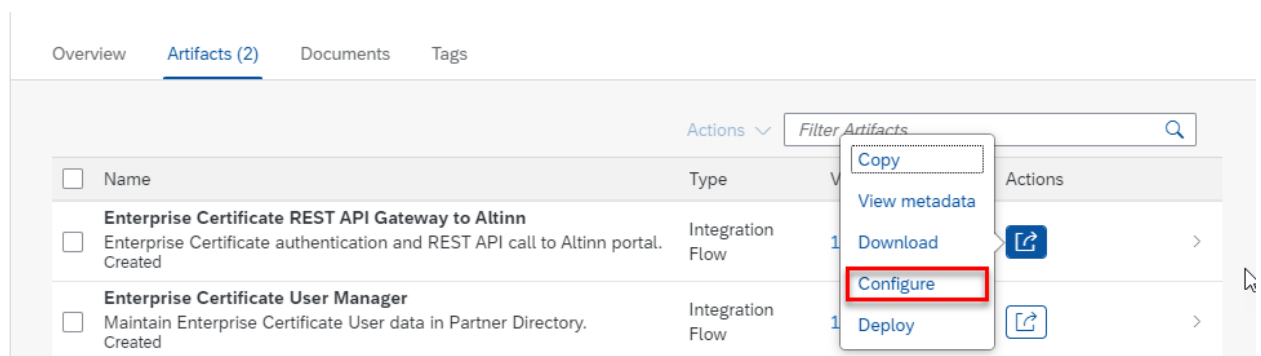 Overview Artifacts (2) Documents Tags
Actions Filter Artifacts
Name Type V Actions
Copy
View metadata
Download
Configure
Deploy
Enterprise Certificate REST API Gateway to Altinn
Enterprise Certificate authentication and REST API call to Altinn portal.
Created
Integration
Flow
1
Enterprise Certificate User Manager
Maintain Enterprise Certificate User data in Partner Directory.
Created
Integration
Flow
1